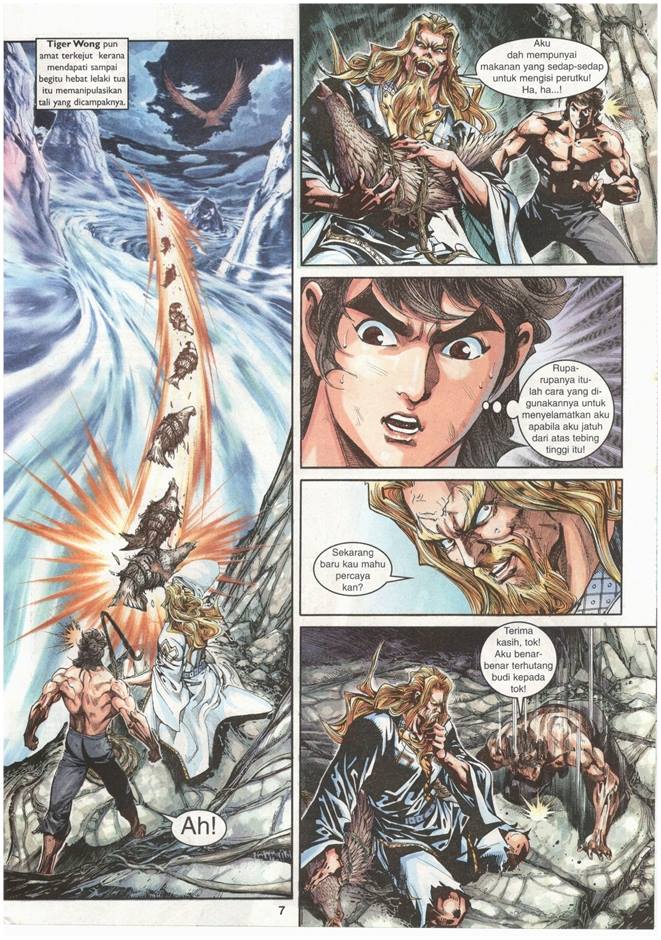 Tiger Wong pun
amat terkejut kerana
mendapati sampai
begitu hebat lelaki tua
itu memanipulasikan
tali yang dicampaknya.
Ah!
Aku
dah mempunyai
makanan yang sedap-sedap
untuk mengisi perutku!
Ha, ha...!
Rupa-
rupanya itu-
lah cara yang di-
gunakannya untuk
menyelamatkan aku
apabila aku jatuh
dari atas tebing
tinggi itu!
Sekarang
baru kau mahu
percaya
kan?
Terima
kasih, tok!
Aku benar-
benar terhutang
budi kepada
tok!
7